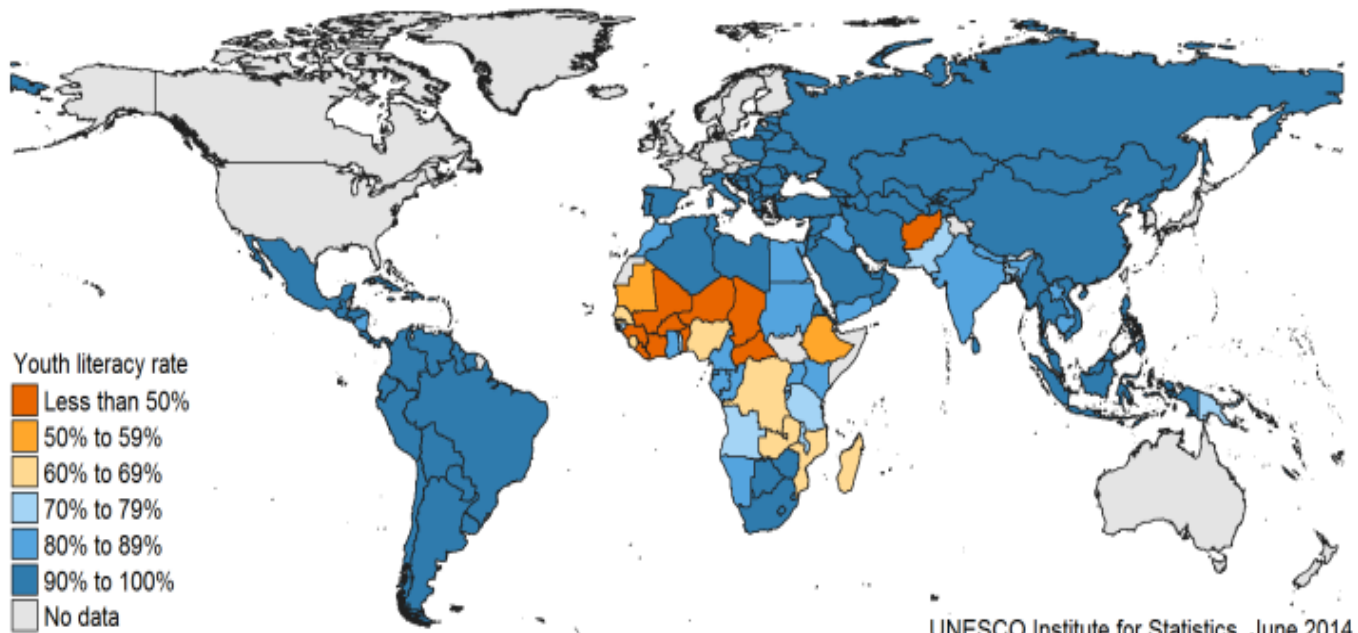 Youth literacy rate
Less than 50%
50% to 59%
60% to 69%
70% to 79%
80% to 89%
90% to 100%
No data
UNESCO Institute for Statistics, June 2014